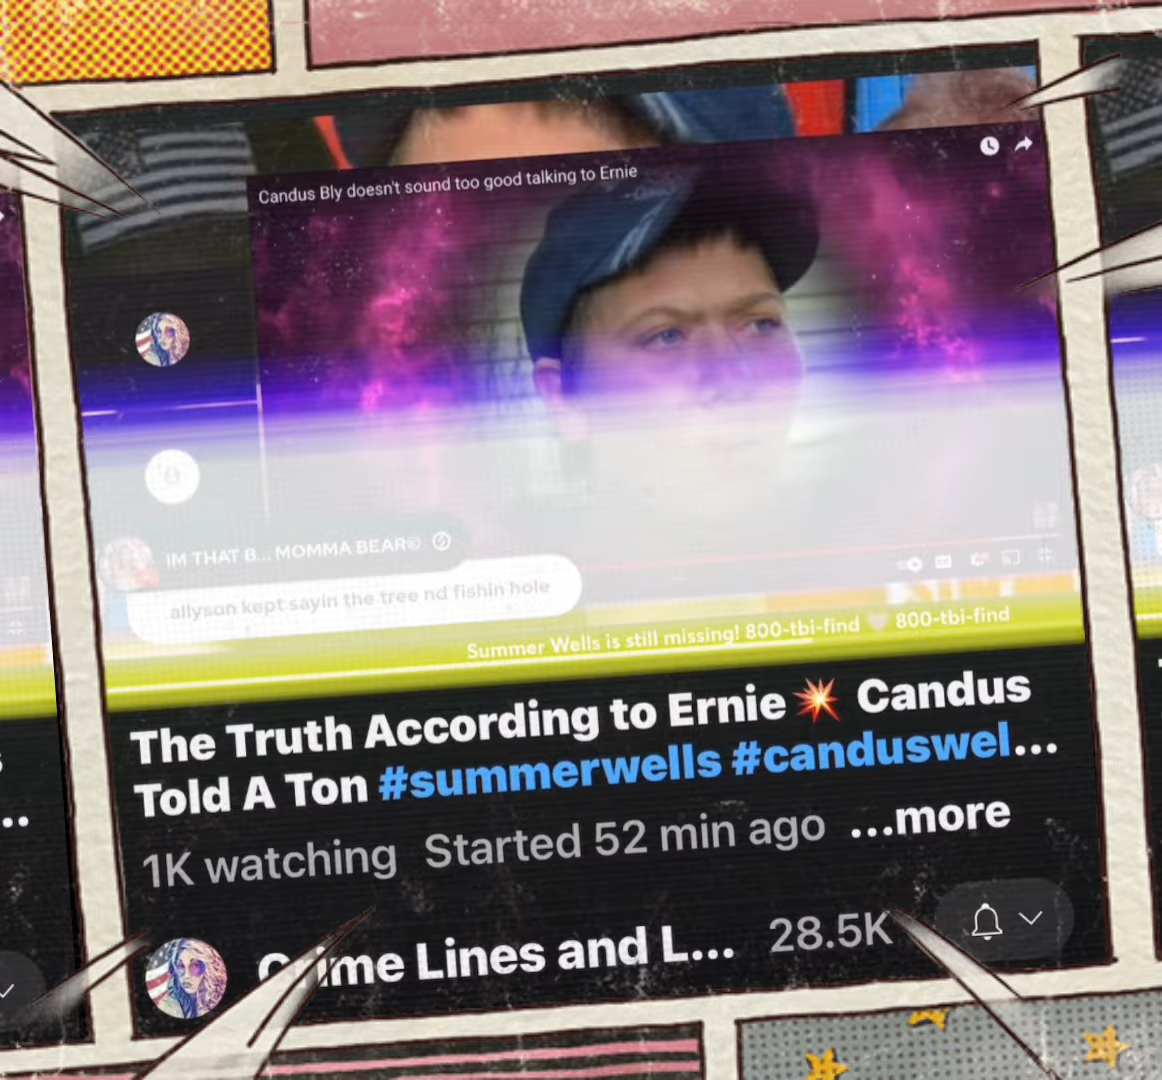 Candus Bly doesn't sound too good talking to Ernie
IM THAT B... MOMMA BEAR©
allyson kept sayin the tree nd fishin hole
Summer Wells is still missing! 800-tbi-find 🤍 800-tbi-find
The Truth According to Ernie 💥 Candus
Told A Ton #summerwells #canduswel...
1K watching Started 52 min ago ...more
Crime Lines and L... 28.5K